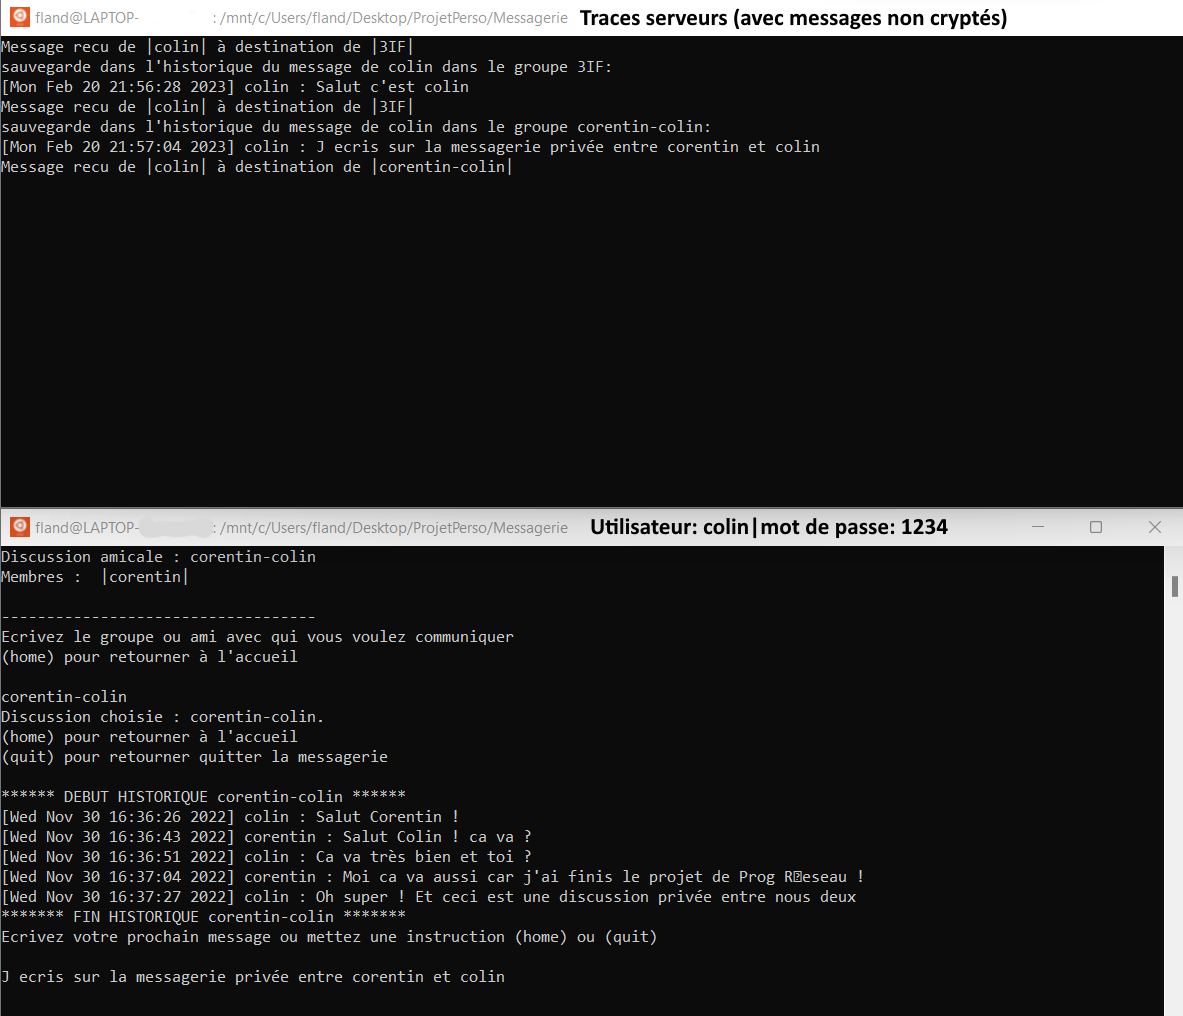 fland@LAPTOP- : /mnt/c/Users/fland/Desktop/ProjetPerso/Messagerie Traces serveurs (avec messages non cryptés)
Message recu de |colin| à destination de |3IF|
sauvegarde dans l'historique du message de colin dans le groupe 3IF:
[Mon Feb 20 21:56:28 2023] colin : Salut c'est colin
Message recu de |colin| à destination de |3IF|
sauvegarde dans l'historique du message de colin dans le groupe corentin-colin:
[Mon Feb 20 21:57:04 2023] colin : J ecris sur la messagerie privée entre corentin et colin
Message recu de |colin| à destination de |corentin-colin|
fland@LAPTOP- : /mnt/c/Users/fland/Desktop/ProjetPerso/Messagerie Utilisateur: colin|mot de passe: 1234
Discussion amicale : corentin-colin
Membres :  |corentin|
-----------------------------------
Ecrivez le groupe ou ami avec qui vous voulez communiquer
(home) pour retourner à l'accueil
corentin-colin
Discussion choisie : corentin-colin.
(home) pour retourner à l'accueil
(quit) pour retourner quitter la messagerie
****** DEBUT HISTORIQUE corentin-colin ******
[Wed Nov 30 16:36:26 2022] colin : Salut Corentin !
[Wed Nov 30 16:36:43 2022] corentin : Salut Colin ! ca va ?
[Wed Nov 30 16:36:51 2022] colin : Ca va très bien et toi ?
[Wed Nov 30 16:37:04 2022] corentin : Moi ca va aussi car j'ai finis le projet de Prog R�eseau !
[Wed Nov 30 16:37:27 2022] colin : Oh super ! Et ceci est une discussion privée entre nous deux
******* FIN HISTORIQUE corentin-colin *******
Ecrivez votre prochain message ou mettez une instruction (home) ou (quit)
J ecris sur la messagerie privée entre corentin et colin